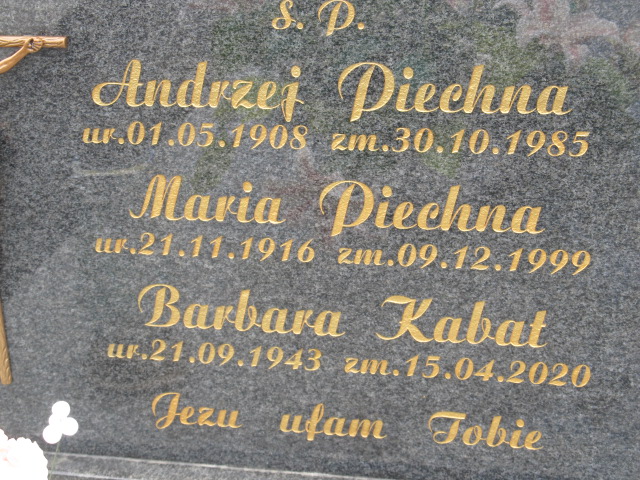 Ś. P.
Andrzej Piechna
ur.01.05.1908 zm.30.10.1985
Maria Piechna
ur.21.11.1916 zm.09.12.1999
Barbara Kabat
ur.21.09.1943 zm.15.04.2020
Jezu ufam Tobie